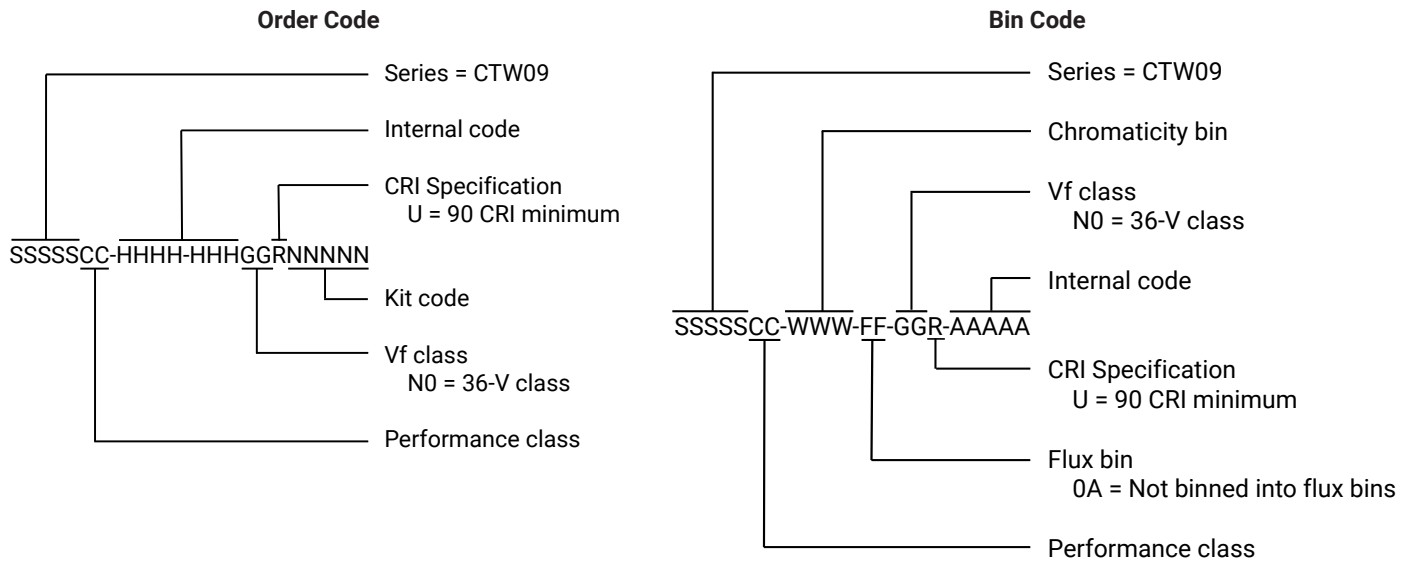 Order Code
Series = CTW09
Internal code
CRI Specification
U = 90 CRI minimum
SSSSSCC-HHHH-HHHGGRNNNNN
Kit code
Vf class
N0 = 36-V class
Performance class
Bin Code
Series = CTW09
Chromaticity bin
Vf class
N0 = 36-V class
Internal code
SSSSSCC-WWW-FF-GGR-AAAAA
CRI Specification
U = 90 CRI minimum
Flux bin
0A = Not binned into flux bins
Performance class